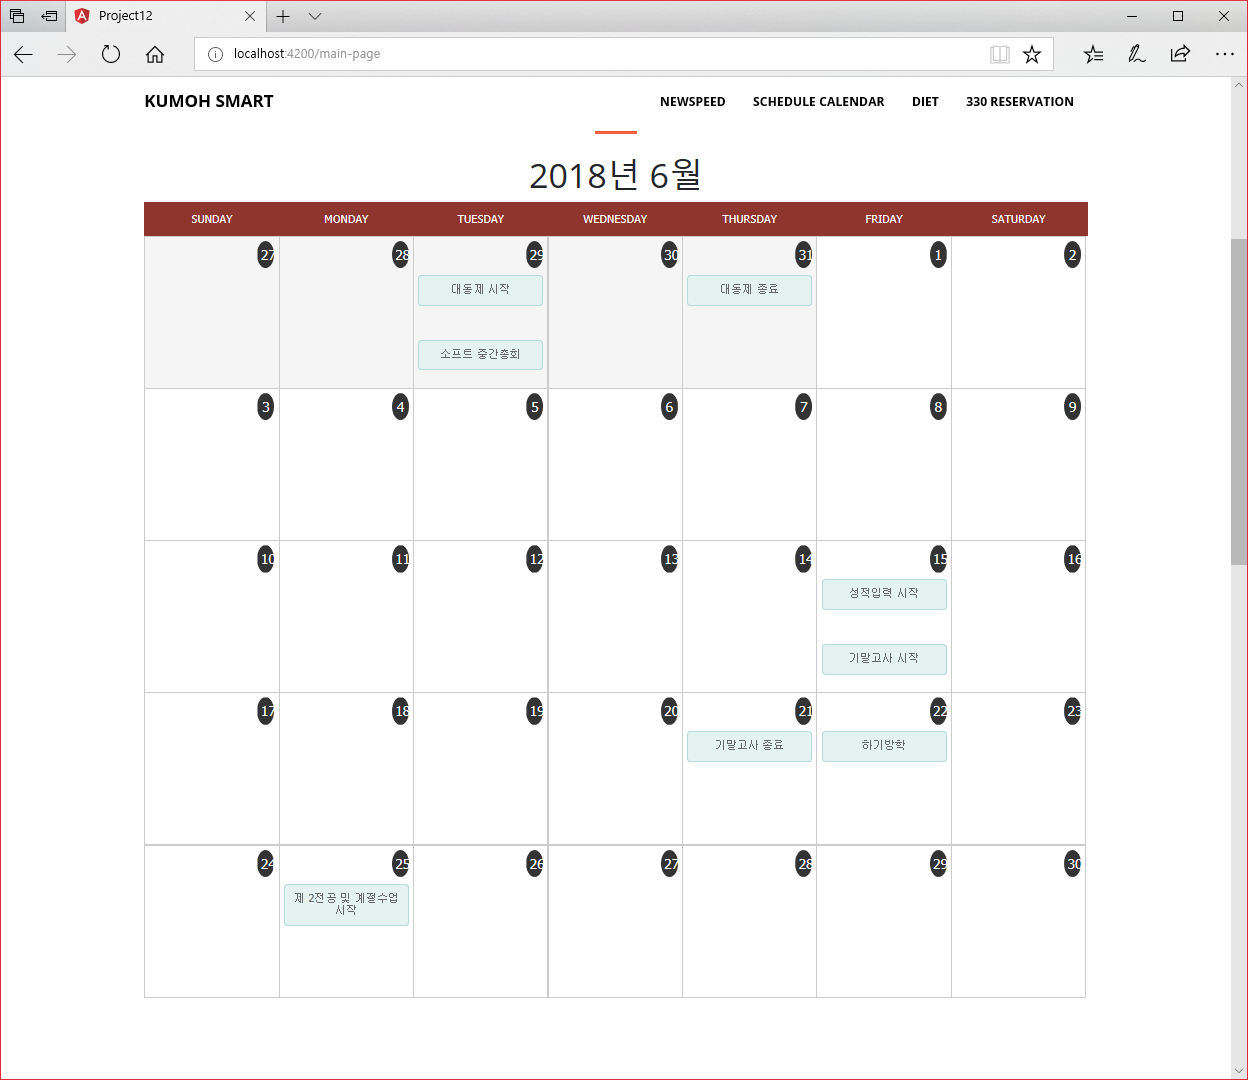 Project12
localhost:4200/main-page
KUMOH SMART
NEWSPEED SCHEDULE CALENDAR DIET 330 RESERVATION
2018년 6월
SUNDAY MONDAY TUESDAY WEDNESDAY THURSDAY FRIDAY SATURDAY
27 28 29 30 31 1 2
대동제 시작 대동제 종료
소프트 중간총회
3 4 5 6 7 8 9
10 11 12 13 14 15 16
성적입력 시작
기말고사 시작
17 18 19 20 21 22 23
기말고사 종료 하기방학
24 25 26 27 28 29 30
제 2전공 및 계절수업
시작